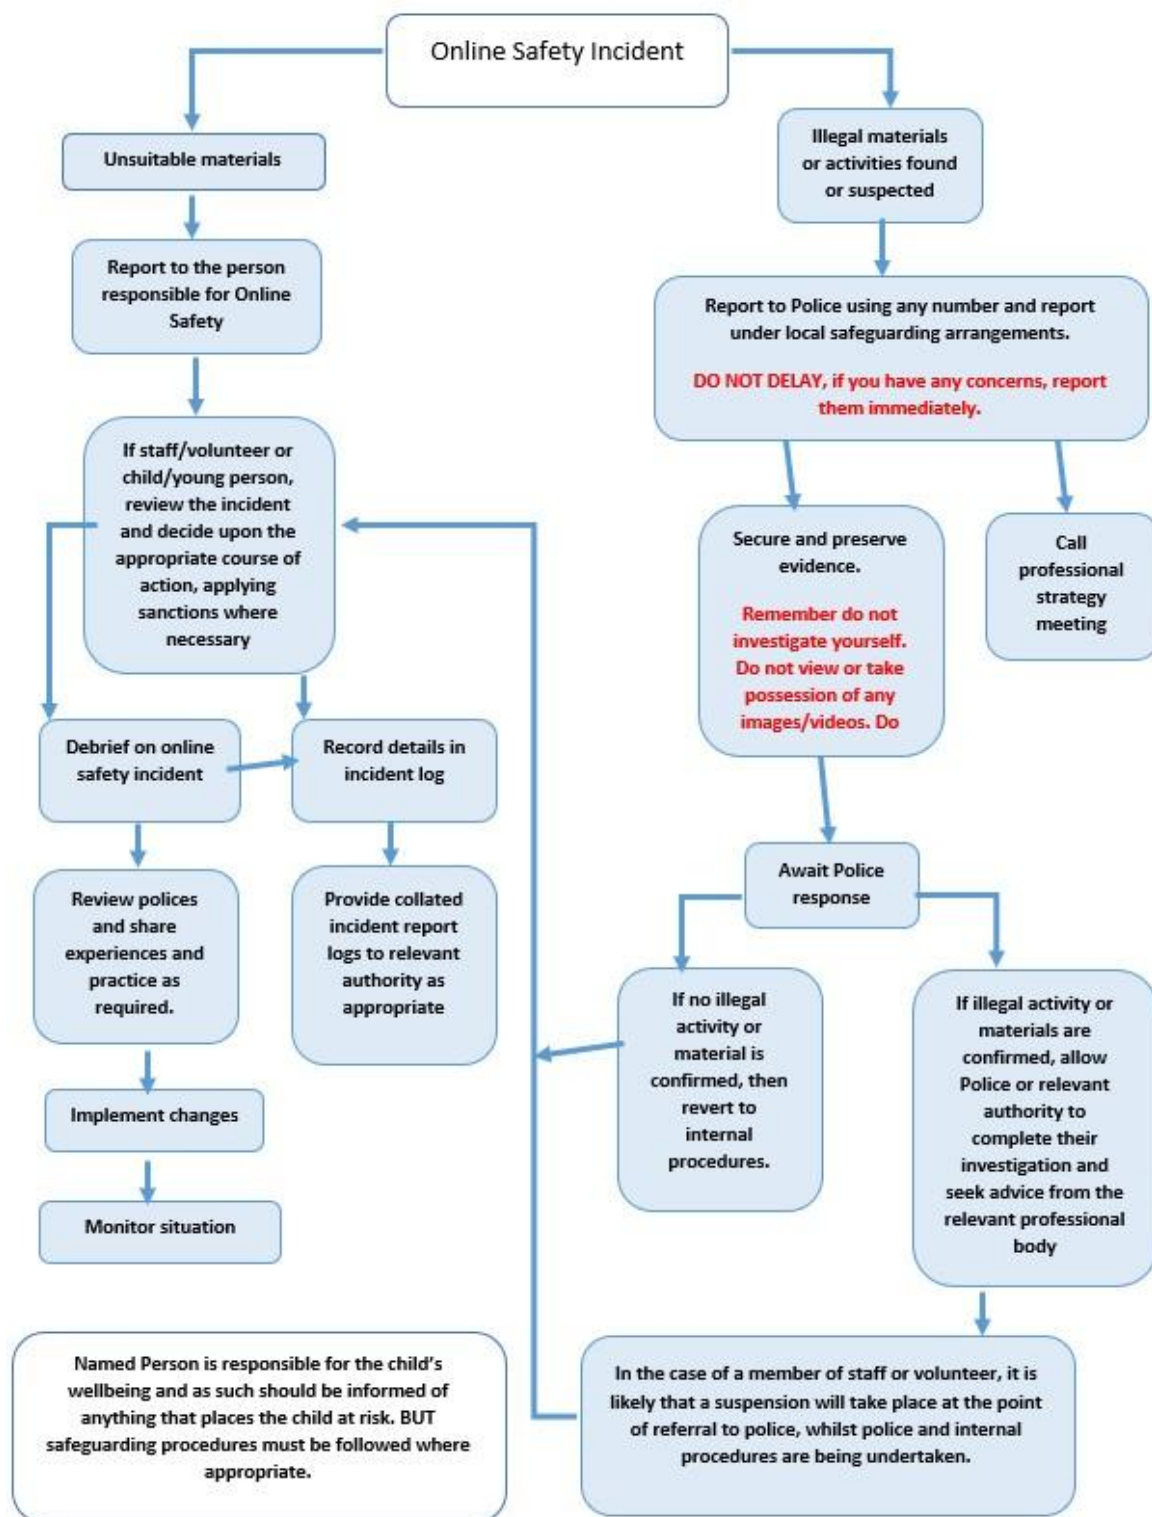 Online Safety Incident
Unsuitable materials
Illegal materials
or activities found
or suspected
Report to the person
responsible for Online
Safety
Report to Police using any number and report
under local safeguarding arrangements.
DO NOT DELAY, if you have any concerns, report
them immediately.
If staff/volunteer or
child/young person,
review the incident
and decide upon the
appropriate course of
action, applying
sanctions where
necessary
Secure and preserve
evidence.
Remember do not
investigate yourself.
Do not view or take
possession of any
images/videos. Do
Call
professional
strategy
meeting
Debrief on online
safety incident
Record details in
incident log
Review polices
and share
experiences and
practice as
required.
Provide collated
incident report
logs to relevant
authority as
appropriate
Await Police
response
If no illegal
activity or
material is
confirmed, then
revert to
internal
procedures.
If illegal activity or
materials are
confirmed, allow
Police or relevant
authority to
complete their
investigation and
seek advice from the
relevant professional
body
Implement changes
Monitor situation
Named Person is responsible for the child’s
wellbeing and as such should be informed of
anything that places the child at risk. BUT
safeguarding procedures must be followed where
appropriate.
In the case of a member of staff or volunteer, it is
likely that a suspension will take place at the point
of referral to police, whilst police and internal
procedures are being undertaken.